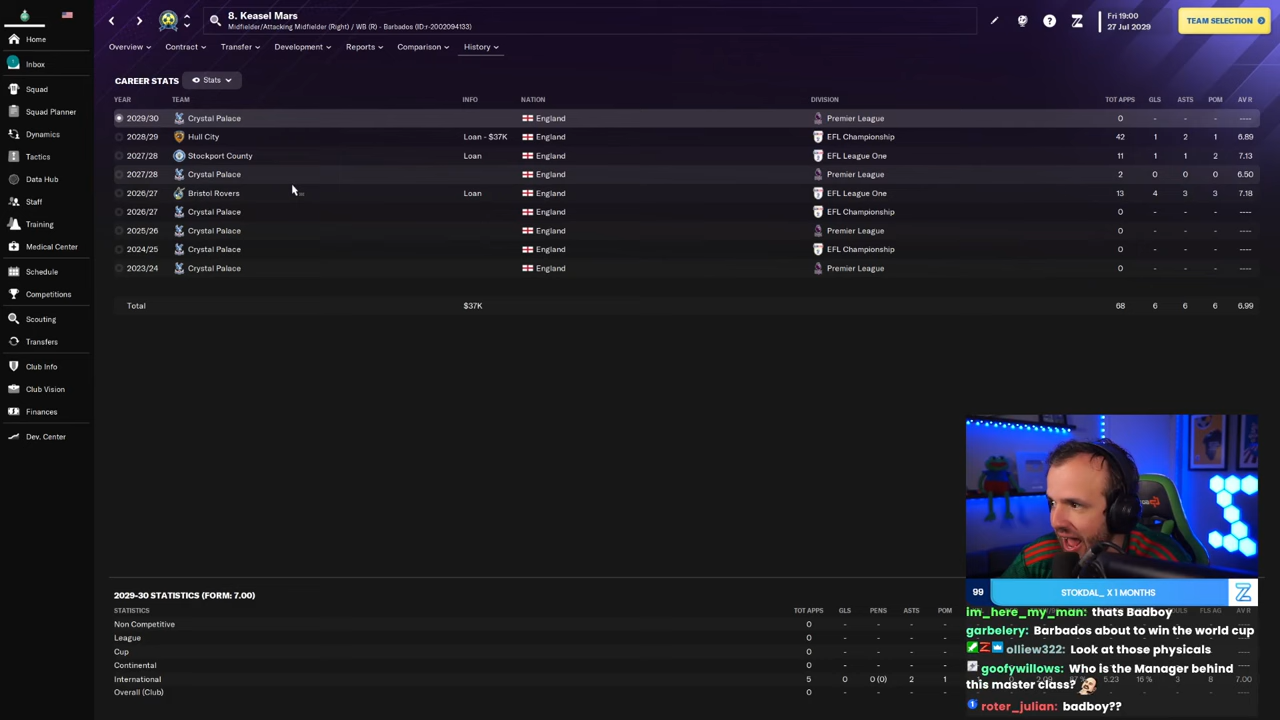 8. Keasel Mars
Midfielder/Attacking Midfielder (Right) / WB (R) - Barbados (ID:r-2002094133)
Fri 19:00
27 Jul 2029
TEAM SELECTION
Home
Inbox
Squad
Squad Planner
Dynamics
Tactics
Data Hub
Staff
Training
Medical Center
Schedule
Competitions
Scouting
Transfers
Club Info
Club Vision
Finances
Dev. Center
Overview Contract Transfer Development Reports Comparison History
CAREER STATS Stats
YEAR TEAM INFO NATION DIVISION TOT APPS GLS ASTS POM AV R
2029/30 Crystal Palace England Premier League 0 - - - ----
2028/29 Hull City Loan - $37K England EFL Championship 42 1 2 1 6.89
2027/28 Stockport County Loan England EFL League One 11 1 1 2 7.13
2027/28 Crystal Palace England Premier League 2 0 0 0 6.50
2026/27 Bristol Rovers Loan England EFL League One 13 4 3 3 7.18
2026/27 Crystal Palace England EFL Championship 0 - - - ----
2025/26 Crystal Palace England Premier League 0 - - - ----
2024/25 Crystal Palace England EFL Championship 0 - - - ----
2023/24 Crystal Palace England Premier League 0 - - - ----
Total $37K 68 6 6 6 6.99
2029-30 STATISTICS (FORM: 7.00)
STATISTICS TOT APPS GLS PENS ASTS POM FLS AG AV R
Non Competitive 0 - - - -
League 0 - - - -
Cup 0 - - - -
Continental 0 - - - -
International 5 0 0 (0) 2 1 5.23 16 % 3 8 7.00
Overall (Club) 0 - - - -
99 STOKDAL_ X 1 MONTHS
im_here_my_man: thats Badboy
garbelery: Barbados about to win the world cup
olliew322: Look at those physicals
goofywillows: Who is the Manager behind
this master class?
roter_julian: badboy??